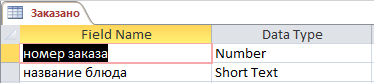 Заказано
Field Name Data Type
номер заказа Number
название блюда Short Text